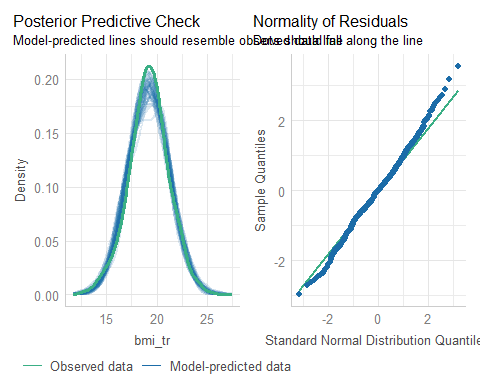 Posterior Predictive Check
Model-predicted lines should resemble observed data line
Density
0.20
0.15
0.10
0.05
0.00
15
20
25
bmi_tr
Observed data
Model-predicted data
Normality of Residuals
Dots should fall along the line
Sample Quantiles
2
0
-2
-2
0
2
Standard Normal Distribution Quantile